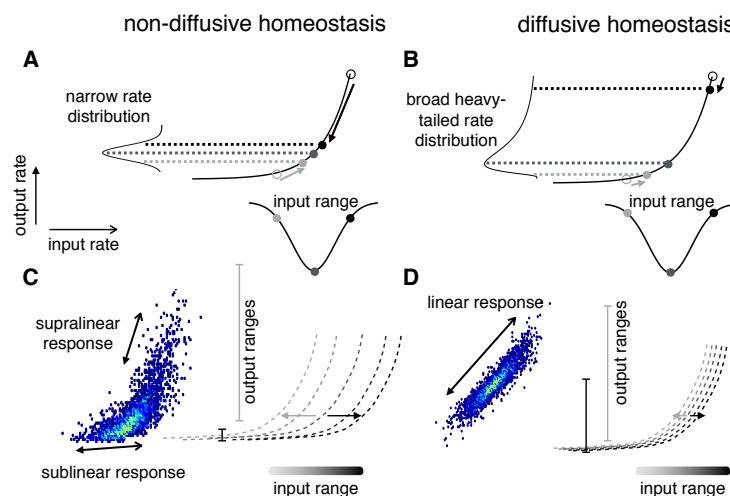 non-diffusive homeostasis
diffusive homeostasis
A
narrow rate
distribution
output rate
input rate
input range
B
broad heavy-
tailed rate
distribution
input range
C
supralinear
response
sublinear response
output ranges
input range
D
linear response
output ranges
input range